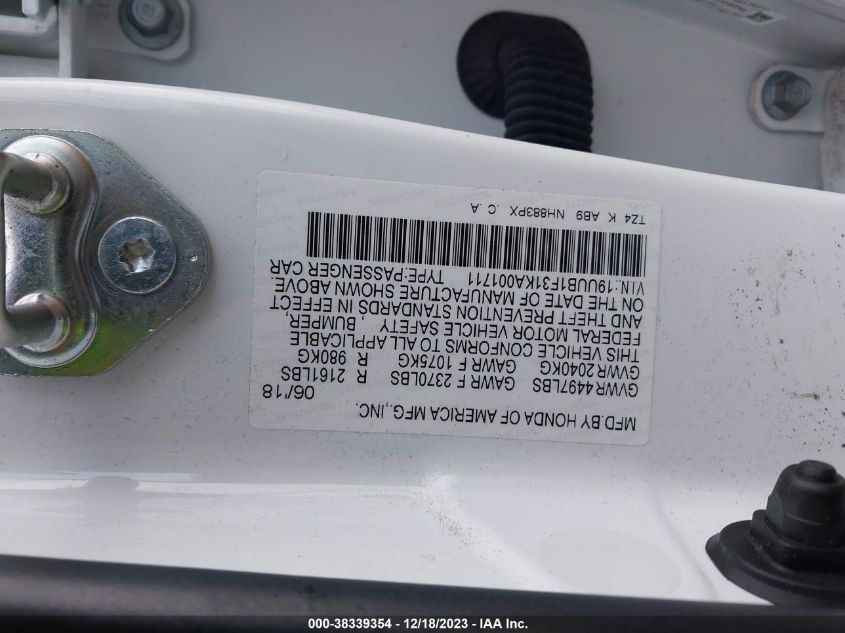 MFD.BY HONDA OF AMERICA MFG.,INC. 06/'18
GVWR 4497LBS GAWR F 2370LBS R 2161LBS
GVWR 2040KG GAWR F 1075KG R 980KG
THIS VEHICLE CONFORMS TO ALL APPLICABLE
FEDERAL MOTOR VEHICLE SAFETY , BUMPER,
AND THEFT PREVENTION STANDARDS IN EFFECT
ON THE DATE OF MANUFACTURE SHOWN ABOVE.
VIN:19UUB1F31KA001711 TYPE:PASSENGER CAR
TZ4 K AB9 NH883PX .C .A
000-38339354 - 12/18/2023 - IAA Inc.